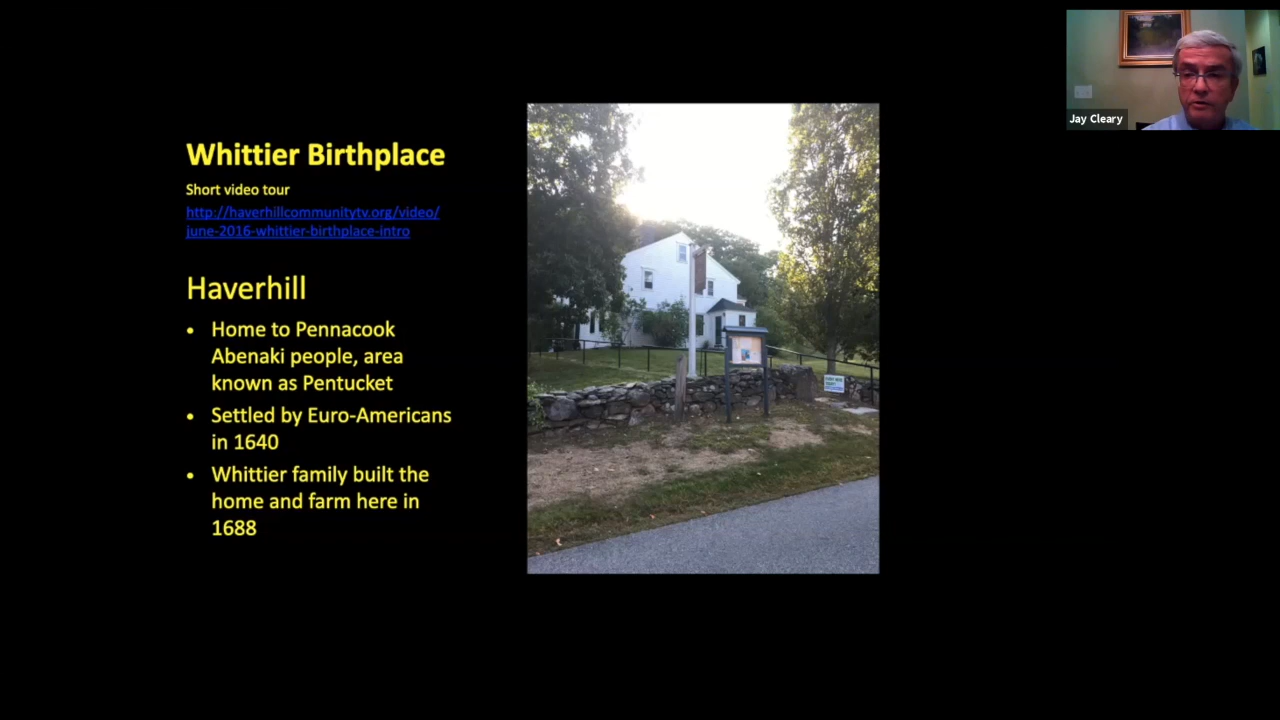 Whittier Birthplace
Short video tour
http://haverhillcommunitytv.org/video/
june-2016-whittier-birthplace-intro
Haverhill
• Home to Pennacook
Abenaki people, area
known as Pentucket
• Settled by Euro-Americans
in 1640
• Whittier family built the
home and farm here in
1688
Jay Cleary